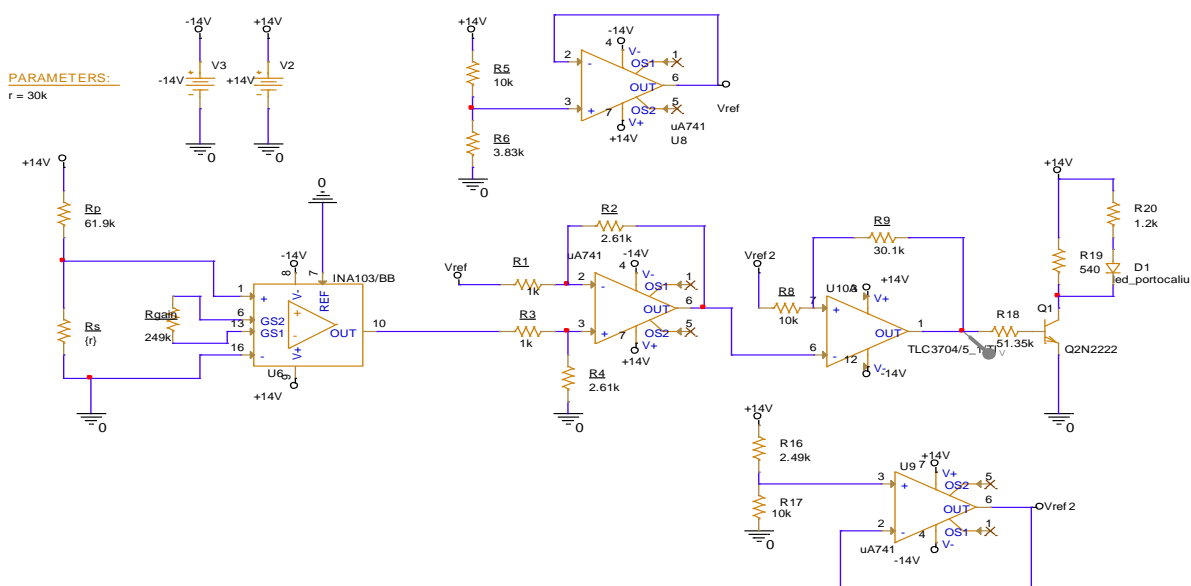 PARAMETERS:
r = 30k
-14V
V3
-14V
0
+14V
V2
+14V
0
+14V
R5
10k
R6
3.83k
0
-14V
4
V-
2
-
OS1
1
6
OUT
3
+
5
OS2
7
V+
+14V
uA741
U8
Vref
+14V
Rp
61.9k
Rs
{r}
0
Rgain
249k
0
-14V
8
7
V-
REF
INA103/BB
1
+
6
GS2
13
GS1
16
-
+
-
OUT
10
V+
U6
9
+14V
Vref
R1
1k
R2
2.61k
uA741
-14V
4
V-
2
-
OS1
1
6
OUT
3
+
5
OS2
7
V+
+14V
R3
1k
R4
2.61k
0
Vref 2
R8
10k
R9
30.1k
+14V
V+
7
+
OUT
1
6
-
12
V-
-14V
R18
51.35k
+14V
R20
1.2k
R19
540
D1
led_portocaliu
Q1
Q2N2222
0
+14V
R16
2.49k
R17
10k
0
U9
+14V
7
V+
3
+
5
OS2
6
OUT
2
-
OS1
1
4
V-
uA741
-14V
Vref 2